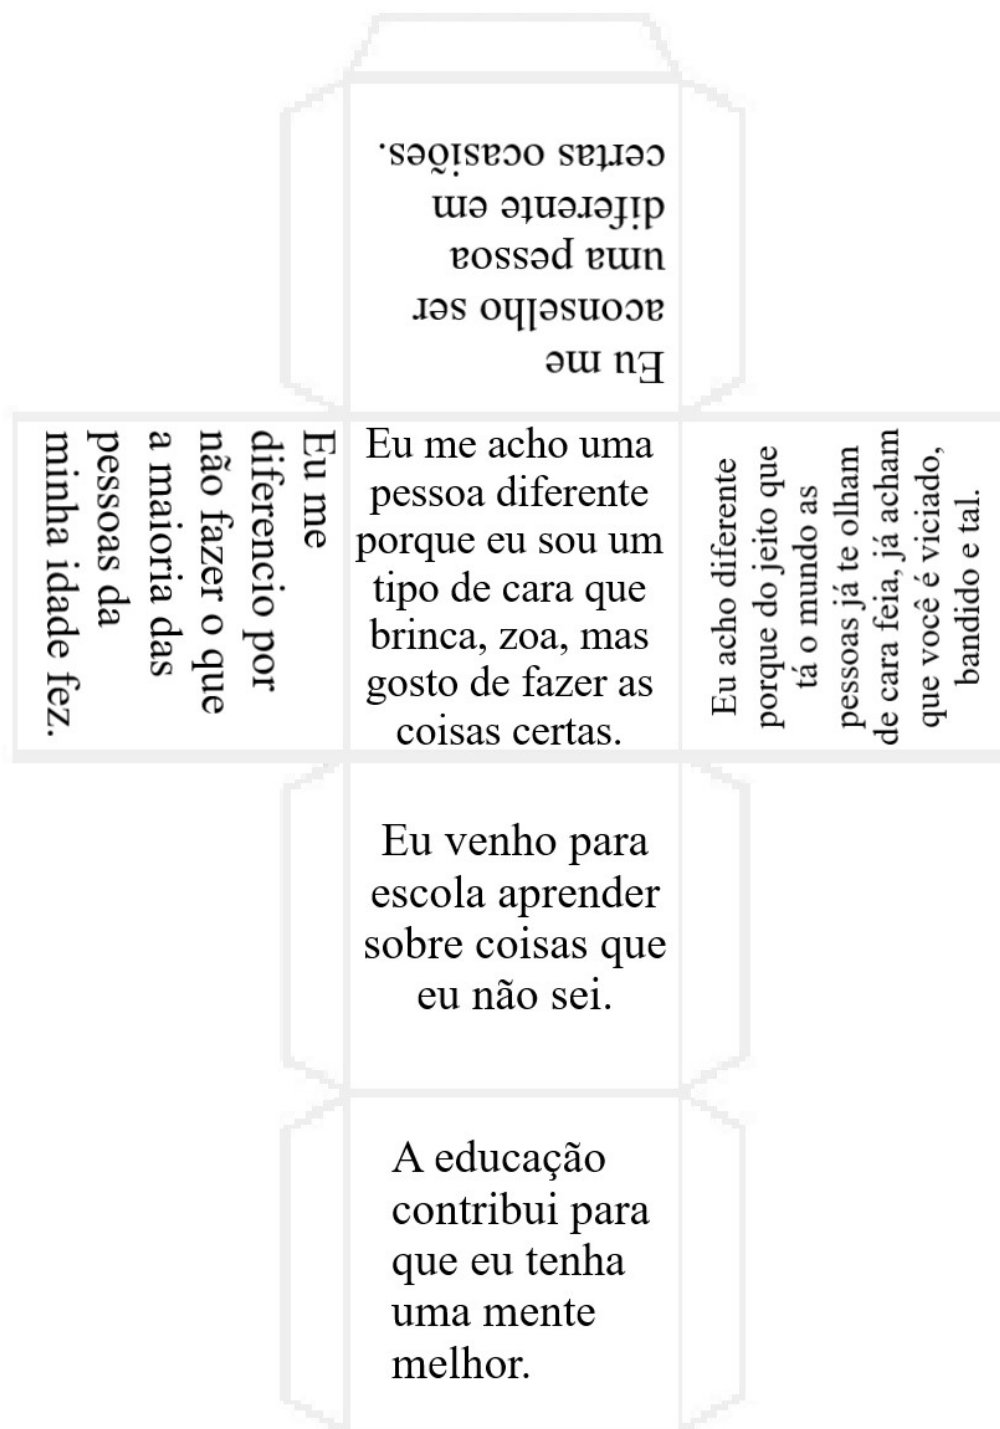 Eu me
aconselho ser
uma pessoa
diferente em
certas ocasiões.
Eu me
diferencio por
não fazer o que
a maioria das
pessoas da
minha idade fez.
Eu me acho uma
pessoa diferente
porque eu sou um
tipo de cara que
brinca, zoa, mas
gosto de fazer as
coisas certas.
Eu acho diferente
porque do jeito que
tá o mundo as
pessoas já te olham
de cara feia, já acham
que você é viciado,
bandido e tal.
Eu venho para
escola aprender
sobre coisas que
eu não sei.
A educação
contribui para
que eu tenha
uma mente
melhor.